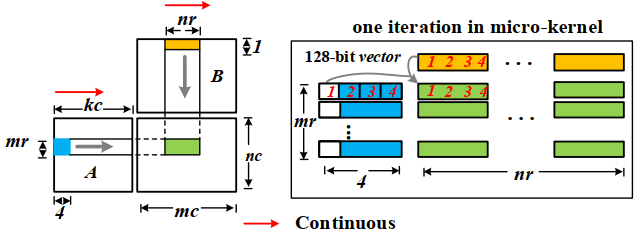 nr
one iteration in micro-kernel
1
B
128-bit vector
1 2 3 4
. . .
kc
1 2 3 4
1 2 3 4
mr
mr
. . .
A
nc
4
4
nr
mc
Continuous